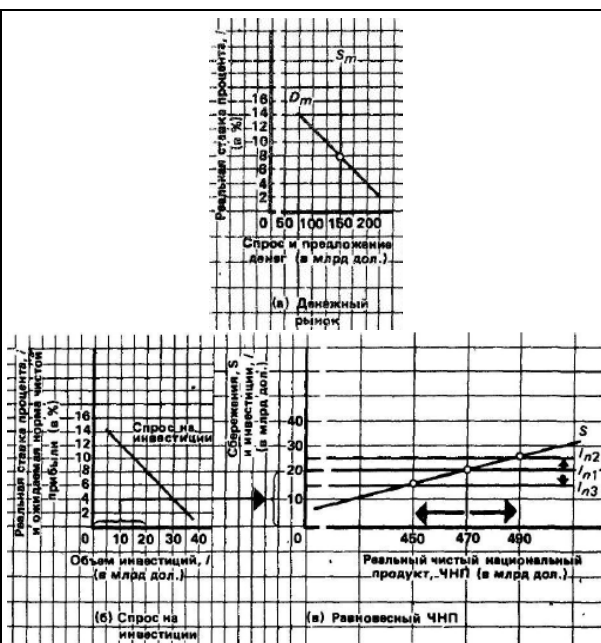 Реальная ставка процента, i
(в %)
16
14
12
10
8
6
4
2
0 50 100 150 200
Dm
Sm
Спрос и предложение
денег (в млрд дол.)
(а) Денежный
рынок
Реальная ставка процента, i
и ожидаемая норма чистой
прибыли (в %)
16
14
12
10
8
6
4
2
0 10 20 30 40
Спрос на
инвестиции
Объем инвестиций, I
(в млрд дол.)
(б) Спрос на
инвестиции
Сбережения, S
и инвестиции, I
(в млрд дол.)
40
30
20
10
0
450 470 490
S
In2
In1
In3
Реальный чистый национальный
продукт, ЧНП (в млрд дол.)
(в) Равновесный ЧНП